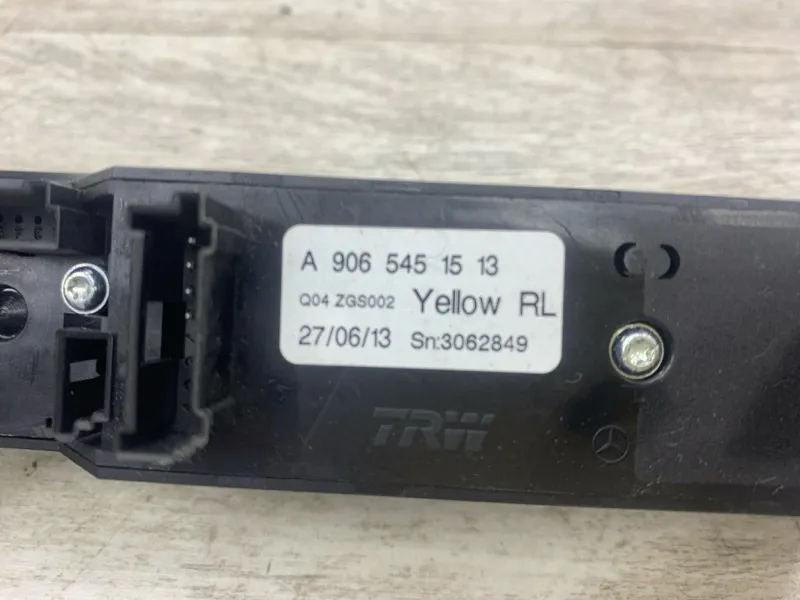 A 906 545 15 13
Q04 ZGS002 Yellow RL
27/06/13 Sn:3062849
TRW